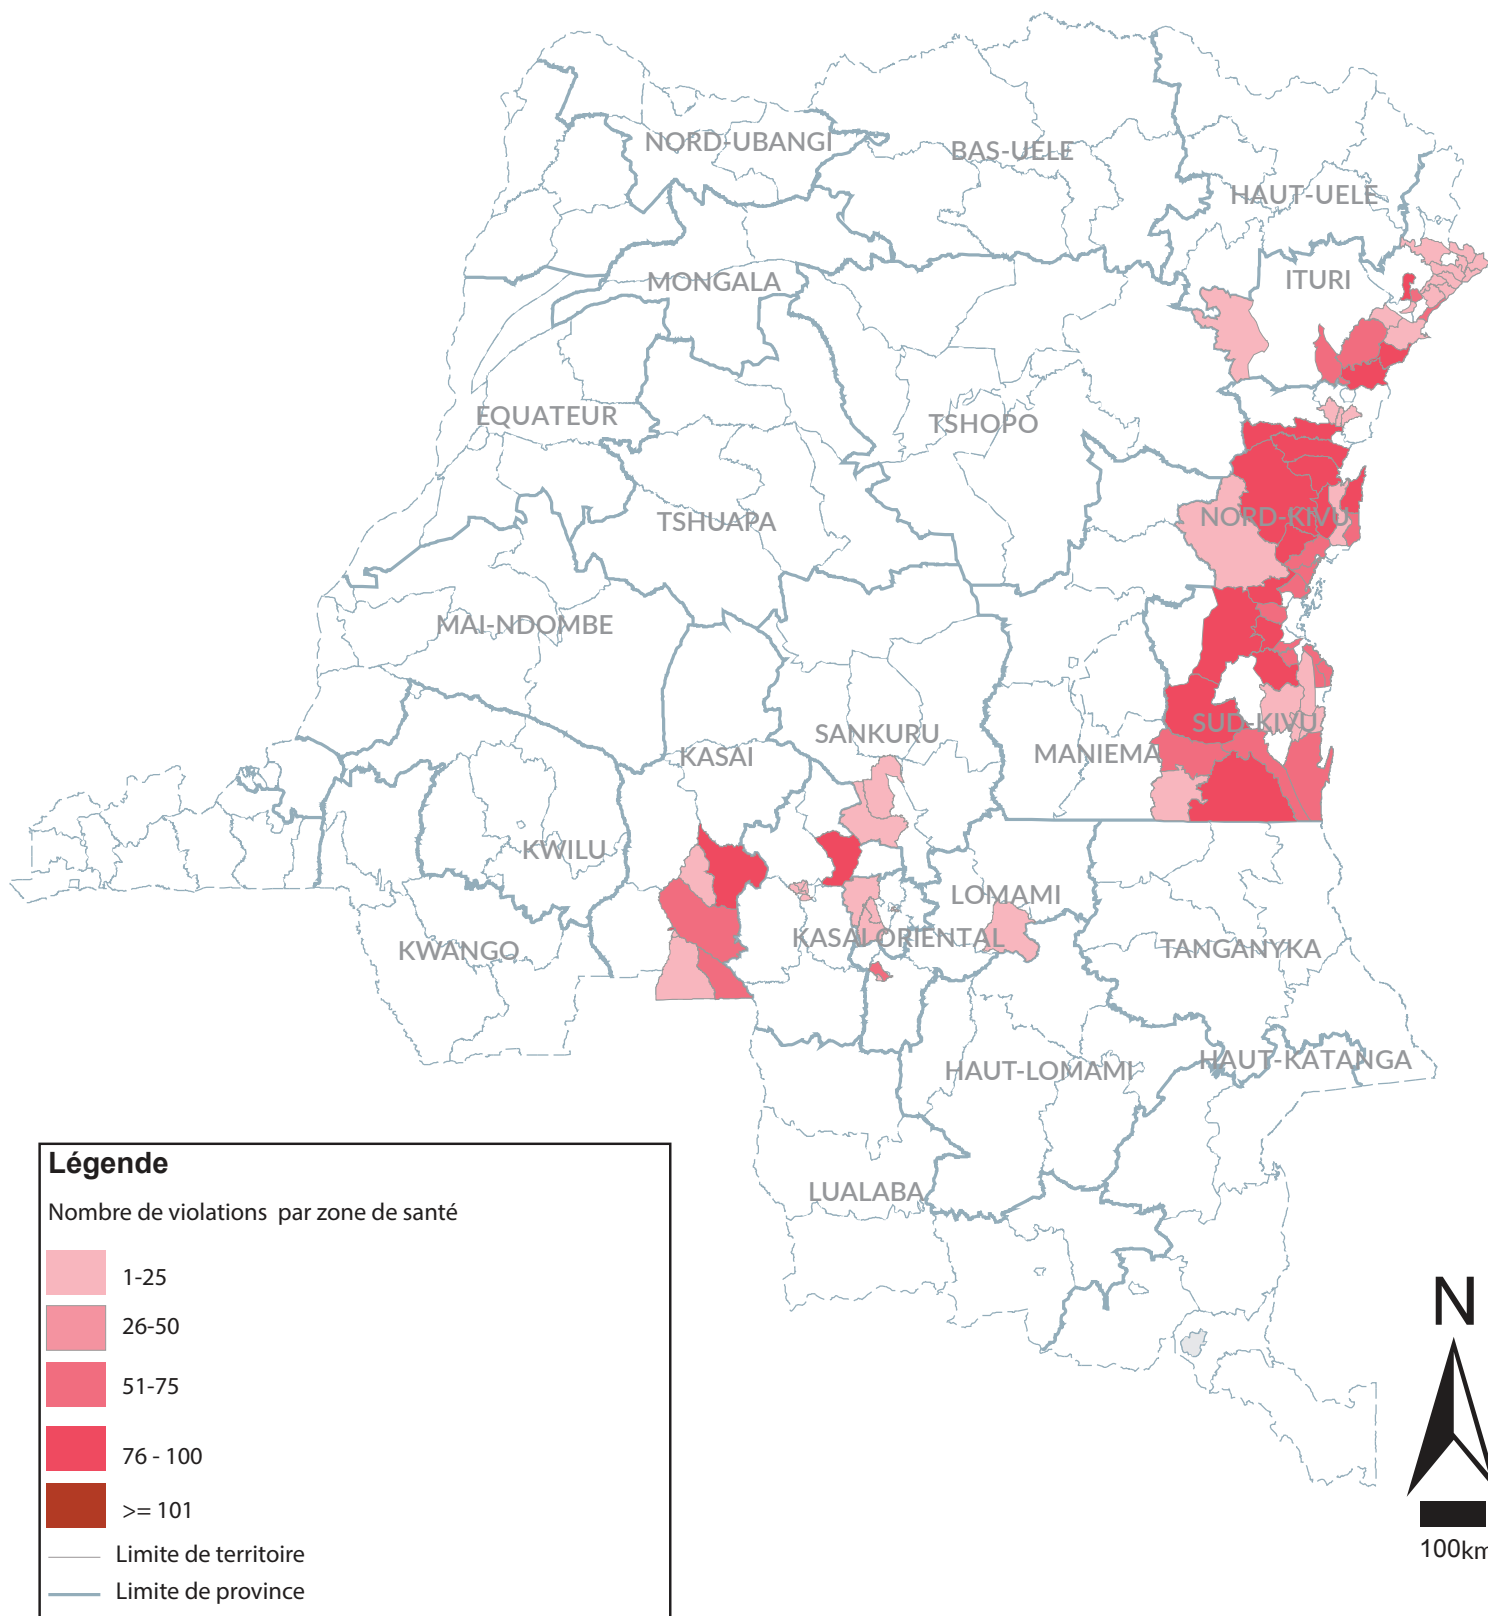 NORD-UBANGI
BAS-UELE
HAUT-UELE
MONGALA
ITURI
EQUATEUR
TSHOPO
TSHUAPA
NORD-KIVU
MAI-NDOMBE
SANKURU
SUD-KIVU
KASAI
MANIEMA
KWILU
LOMAMI
KWANGO
KASAI ORIENTAL
TANGANYKA
HAUT-LOMAMI
HAUT-KATANGA
LUALABA
Légende
Nombre de violations par zone de santé
1-25
26-50
51-75
76 - 100
>= 101
Limite de territoire
Limite de province
N
100km